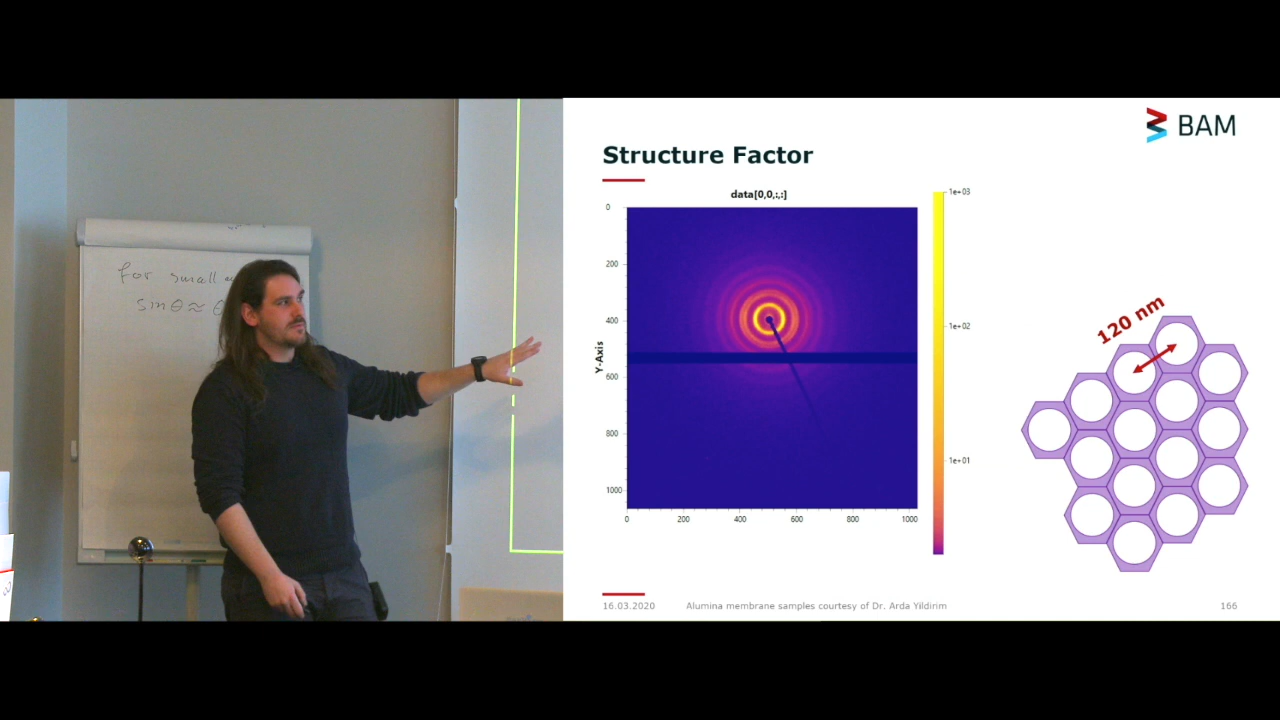 for small
sin θ ≈ θ
BAM
Structure Factor
data[0,0,:,:]
1e+03
1e+02
1e+01
0
200
400
600
800
1000
Y-Axis
0
200
400
600
800
1000
120 nm
16.03.2020
Alumina membrane samples courtesy of Dr. Arda Yildirim
166